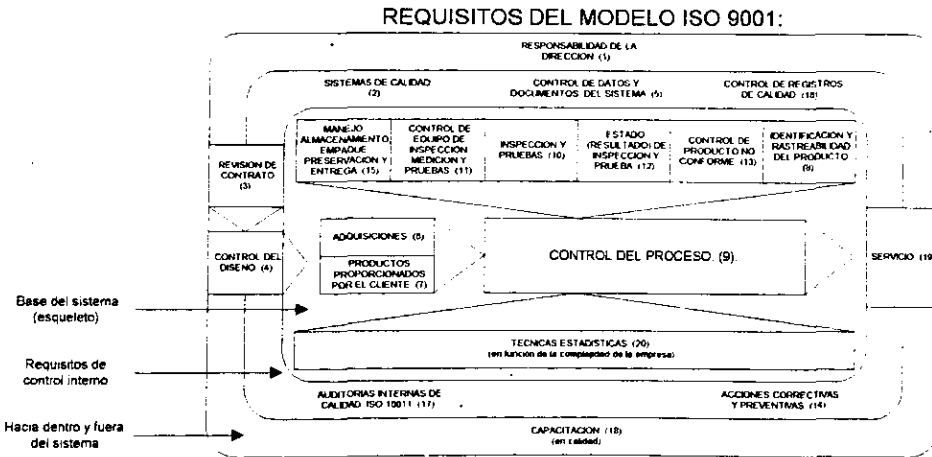 REQUISITOS DEL MODELO ISO 9001:
RESPONSABILIDAD DE LA
DIRECCION (1)
SISTEMAS DE CALIDAD
(2)
CONTROL DE DATOS Y
DOCUMENTOS DEL SISTEMA (5)
CONTROL DE REGISTROS
DE CALIDAD (18)
MANEJO
ALMACENAMIENTO
EMPAQUE
PRESERVACION Y
ENTREGA (15)
CONTROL DE
EQUIPO DE
INSPECCION
MEDICION Y
PRUEBAS (11)
INSPECCION Y
PRUEBAS (10)
ESTADO
(RESULTADO) DE
INSPECCION Y
PRUEBA (12)
CONTROL DE
PRODUCTO NO
CONFORME (13)
IDENTIFICACION Y
RASTREABILIDAD
DEL PRODUCTO
(8)
REVISION DE
CONTRATO
(3)
CONTROL DEL
DISENO (4)
ADQUISICIONES (6)
PRODUCTOS
PROPORCIONADOS
POR EL CLIENTE (7)
CONTROL DEL PROCESO. (9).
SERVICIO (19
Base del sistema
(esqueleto)
TECNICAS ESTADISTICAS (20)
(en función de la complejidad de la empresa)
Requisitos de
control interno
AUDITORIAS INTERNAS DE
CALIDAD ISO 10011 (17)
ACCIONES CORRECTIVAS
Y PREVENTIVAS (14)
Hacia dentro y fuera
del sistema
CAPACITACION (18)
(en calidad)